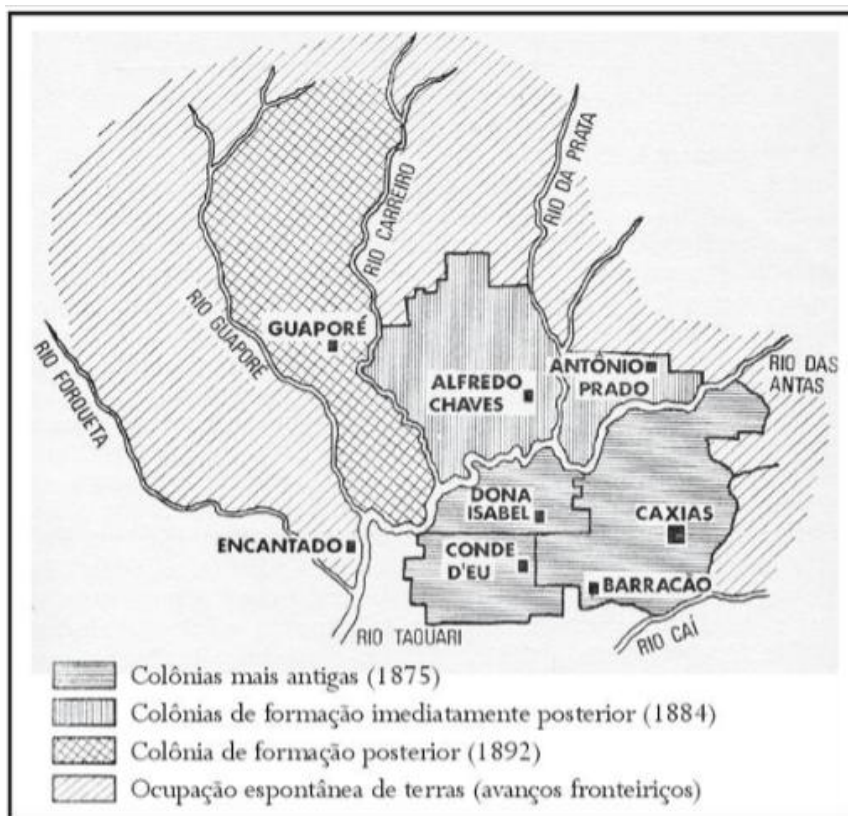 RIO DA PRATA
RIO CARREIRO
RIO GUAPORÉ
GUAPORÉ
RIO FORQUETA
ANTÔNIO
PRADO
RIO DAS
ANTAS
ALFREDO
CHAVES
DONA
ISABEL
CAXIAS
ENCANTADO
CONDE
D'EU
BARRACÃO
RIO TAQUARI
RIO CAÍ
Colônias mais antigas (1875)
Colônias de formação imediatamente posterior (1884)
Colônia de formação posterior (1892)
Ocupação espontânea de terras (avanços fronteiriços)